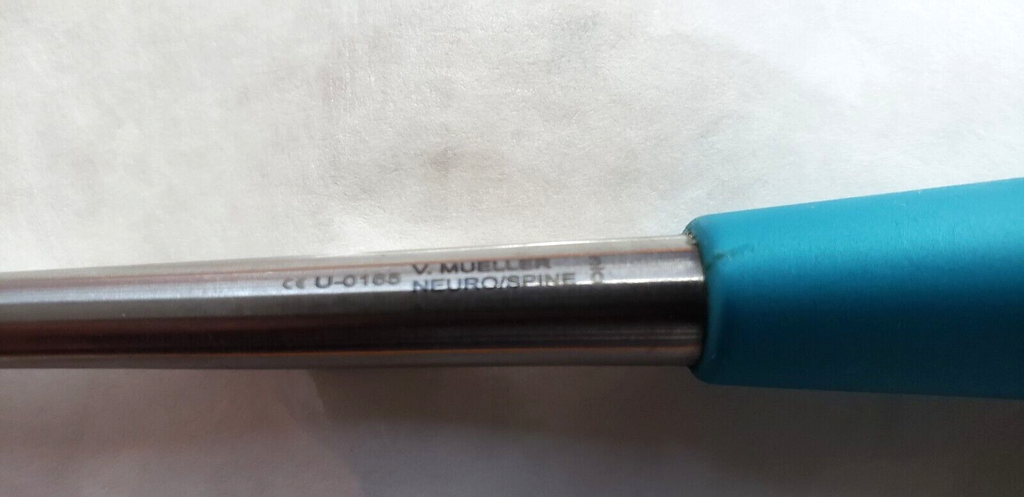 CE U-0165
V. MUELLER
NEURO/SPINE